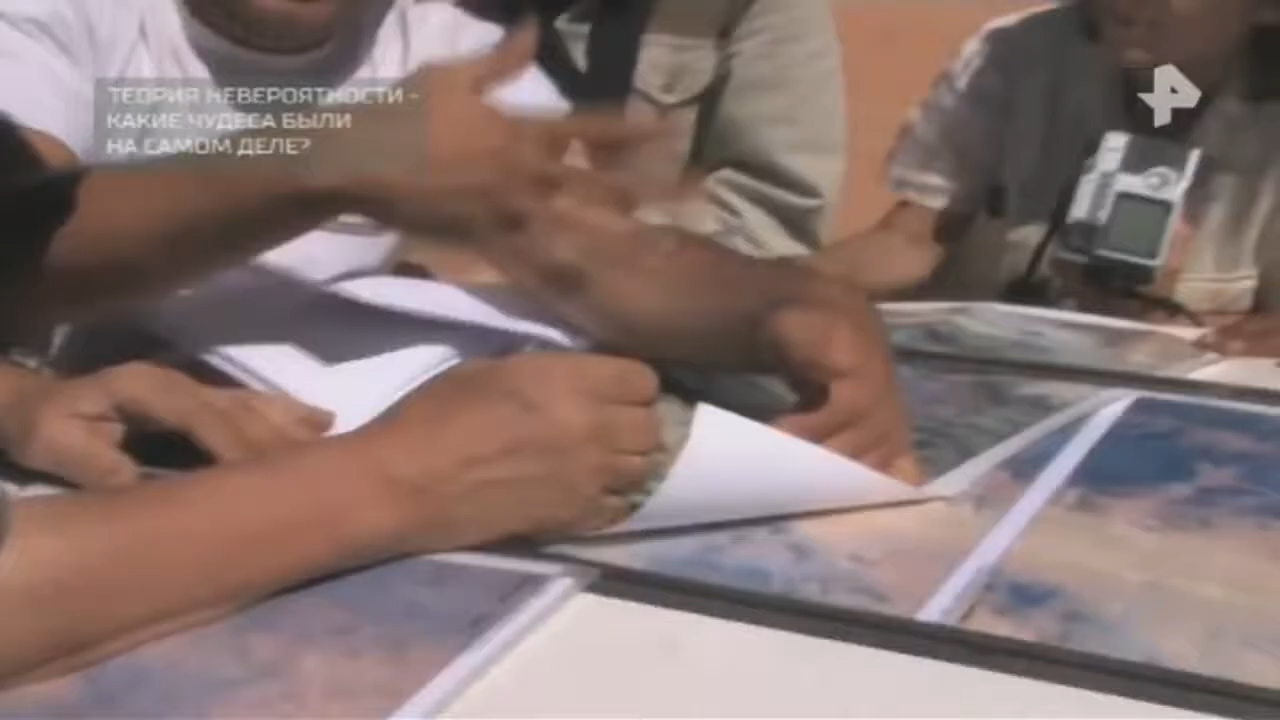 ТЕОРИЯ НЕВЕРОЯТНОСТИ -
КАКИЕ ЧУДЕСА БЫЛИ
НА САМОМ ДЕЛЕ?